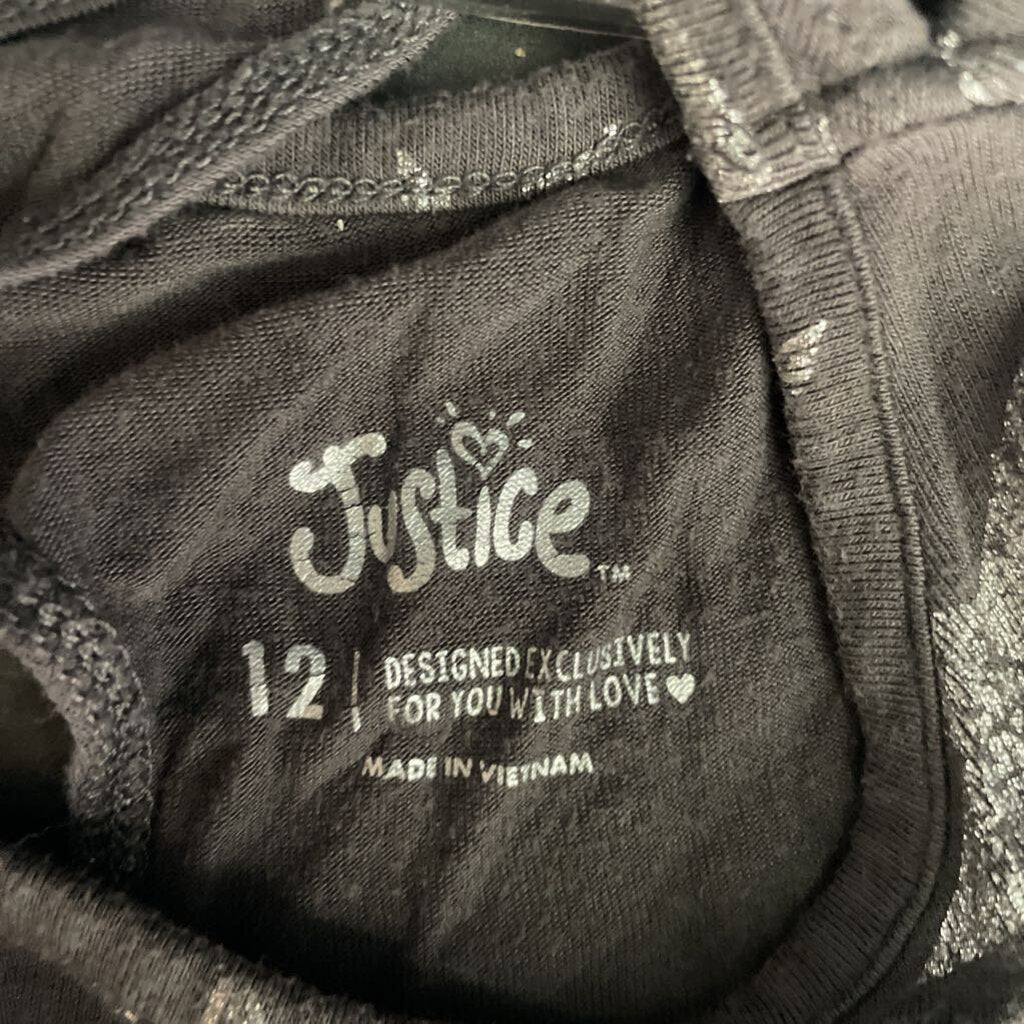 Justice™
12
DESIGNED EXCLUSIVELY
FOR YOU WITH LOVE♥
MADE IN VIETNAM